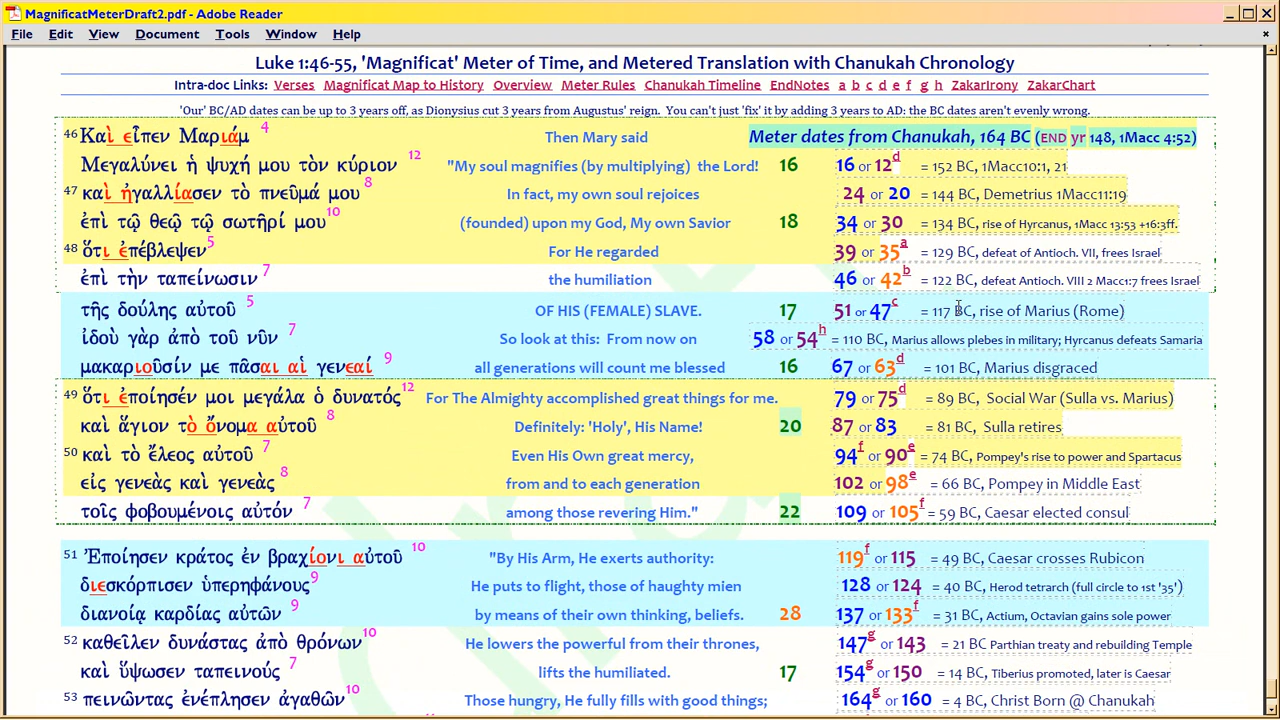 MagnificatMeterDraft2.pdf - Adobe Reader
File Edit View Document Tools Window Help
Luke 1:46-55, 'Magnificat' Meter of Time, and Metered Translation with Chanukah Chronology
Intra-doc Links: Verses Magnificat Map to History Overview Meter Rules Chanukah Timeline EndNotes a b c d e f g h ZakarIrony ZakarChart
'Our' BC/AD dates can be up to 3 years off, as Dionysius cut 3 years from Augustus' reign. You can't just 'fix' it by adding 3 years to AD: the BC dates aren't evenly wrong.
46 Καὶ εἶπεν Μαριάμ 4 Then Mary said Meter dates from Chanukah, 164 BC (END yr 148, 1Macc 4:52)
Μεγαλύνει ἡ ψυχή μου τὸν κύριον 12 "My soul magnifies (by multiplying) the Lord! 16 16 or 12 d = 152 BC, 1Macc10:1, 21
47 καὶ ἠγαλλίασεν τὸ πνεῦμά μου 8 In fact, my own soul rejoices 24 or 20 = 144 BC, Demetrius 1Macc11:19
ἐπὶ τῷ θεῷ τῷ σωτῆρί μου 10 (founded) upon my God, My own Savior 18 34 or 30 = 134 BC, rise of Hyrcanus, 1Macc 13:53 +16:3ff.
48 ὅτι ἐπέβλεψεν 5 For He regarded 39 or 35 a = 129 BC, defeat of Antioch. VII, frees Israel
ἐπὶ τὴν ταπείνωσιν 7 the humiliation 46 or 42 b = 122 BC, defeat of Antioch. VIII 2 Macc1:7 frees Israel
τῆς δούλης αὐτοῦ 5 OF HIS (FEMALE) SLAVE. 17 51 or 47 c = 117 BC, rise of Marius (Rome)
ἰδοὺ γὰρ ἀπὸ τοῦ νῦν 7 So look at this: From now on 58 or 54 h = 110 BC, Marius allows plebes in military; Hyrcanus defeats Samaria
μακαριοῦσίν με πᾶσαι αἱ γενεαί 9 all generations will count me blessed 16 67 or 63 d = 101 BC, Marius disgraced
49 ὅτι ἐποίησέν μοι μεγάλα ὁ δυνατός 12 For The Almighty accomplished great things for me. 79 or 75 d = 89 BC, Social War (Sulla vs. Marius)
καὶ ἅγιον τὸ ὄνομα αὐτοῦ 8 Definitely: 'Holy', His Name! 20 87 or 83 = 81 BC, Sulla retires
50 καὶ τὸ ἔλεος αὐτοῦ 7 Even His Own great mercy, 94 f or 90 e = 74 BC, Pompey's rise to power and Spartacus
εἰς γενεὰς καὶ γενεὰς 8 from and to each generation 102 or 98 e = 66 BC, Pompey in Middle East
τοῖς φοβουμένοις αὐτόν 7 among those revering Him." 22 109 or 105 f = 59 BC, Caesar elected consul
51 Ἐποίησεν κράτος ἐν βραχίονι αὐτοῦ 10 "By His Arm, He exerts authority: 119 f or 115 = 49 BC, Caesar crosses Rubicon
διεσκόρπισεν ὑπερηφάνους 9 He puts to flight, those of haughty mien 128 or 124 = 40 BC, Herod tetrarch (full circle to 1st '35')
διανοίᾳ καρδίας αὐτῶν 9 by means of their own thinking, beliefs. 28 137 or 133 f = 31 BC, Actium, Octavian gains sole power
52 καθεῖλεν δυνάστας ἀπὸ θρόνων 10 He lowers the powerful from their thrones, 147 g or 143 = 21 BC Parthian treaty and rebuilding Temple
καὶ ὕψωσεν ταπεινούς 7 lifts the humiliated. 17 154 g or 150 = 14 BC, Tiberius promoted, later is Caesar
53 πεινῶντας ἐνέπλησεν ἀγαθῶν 10 Those hungry, He fully fills with good things; 164 g or 160 = 4 BC, Christ Born @ Chanukah